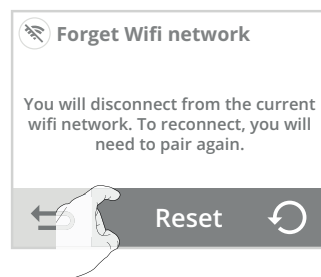 Forget Wifi network
You will disconnect from the current
wifi network. To reconnect, you will
need to pair again.
Reset